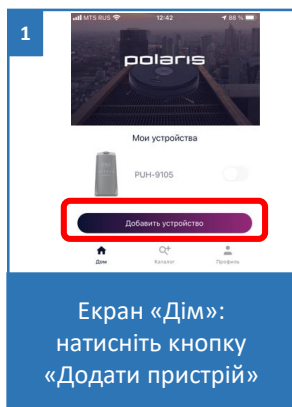 1
MTS RUS 12:42 88 %
polaris
Мои устройства
PUH-9105
Добавить устройство
Дом Каталог Профиль
Екран «Дім»:
натисніть кнопку
«Додати пристрій»